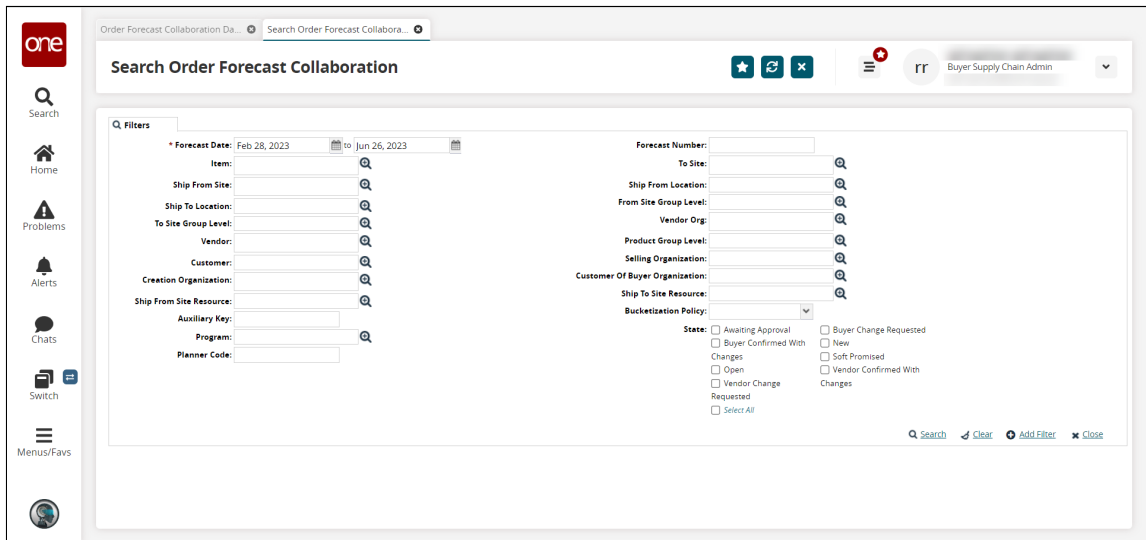 one
Order Forecast Collaboration Da...
Search Order Forecast Collabora...
Search Order Forecast Collaboration
rr
Buyer Supply Chain Admin
Search
Home
Problems
Alerts
Chats
Switch
Menus/Favs
Filters
* Forecast Date: Feb 28, 2023 to Jun 26, 2023
Forecast Number:
Item:
To Site:
Ship From Site:
Ship From Location:
Ship To Location:
From Site Group Level:
To Site Group Level:
Vendor Org:
Vendor:
Product Group Level:
Customer:
Selling Organization:
Creation Organization:
Customer Of Buyer Organization:
Ship From Site Resource:
Ship To Site Resource:
Auxiliary Key:
Bucketization Policy:
Program:
Planner Code:
State:
Awaiting Approval
Buyer Change Requested
Buyer Confirmed With
Changes
New
Soft Promised
Open
Vendor Confirmed With
Changes
Vendor Change
Requested
Select All
Search Clear Add Filter Close